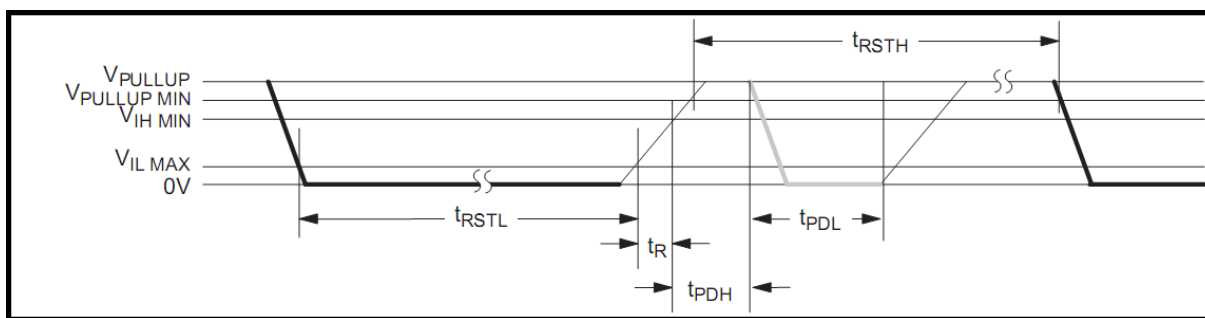 tRSTH
VPULLUP
VPULLUP MIN
VIH MIN
VIL MAX
0V
tRSTL
tPDL
tR
tPDH